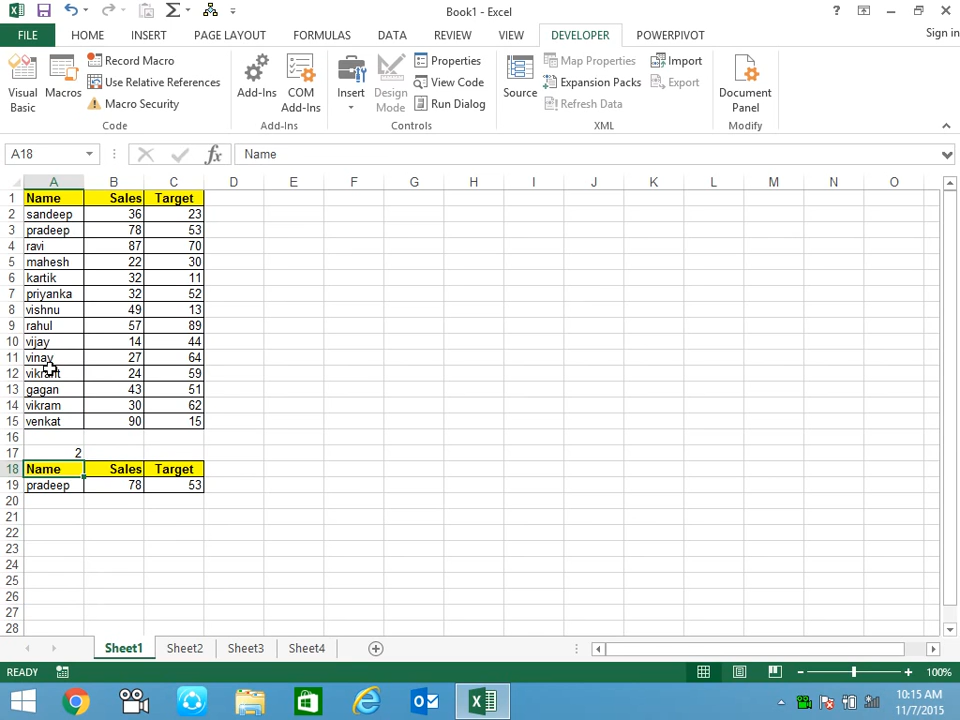 Book1 - Excel
?
FILE HOME INSERT PAGE LAYOUT FORMULAS DATA REVIEW VIEW DEVELOPER POWERPIVOT Sign in
Visual Basic
Macros
Record Macro
Use Relative References
Macro Security
Code
Add-Ins
COM Add-Ins
Add-Ins
Insert
Design Mode
Properties
View Code
Run Dialog
Controls
Source
Map Properties
Expansion Packs
Refresh Data
Import
Export
XML
Document Panel
Modify
A18 fx Name
A B C D E F G H I J K L M N O
1 Name Sales Target
2 sandeep 36 23
3 pradeep 78 53
4 ravi 87 70
5 mahesh 22 30
6 kartik 32 11
7 priyanka 32 52
8 vishnu 49 13
9 rahul 57 89
10 vijay 14 44
11 vinay 27 64
12 vikrant 24 59
13 gagan 43 51
14 vikram 30 62
15 venkat 90 15
16
17 2
18 Name Sales Target
19 pradeep 78 53
20
21
22
23
24
25
26
27
28
Sheet1 Sheet2 Sheet3 Sheet4
READY 100%
10:15 AM
11/7/2015